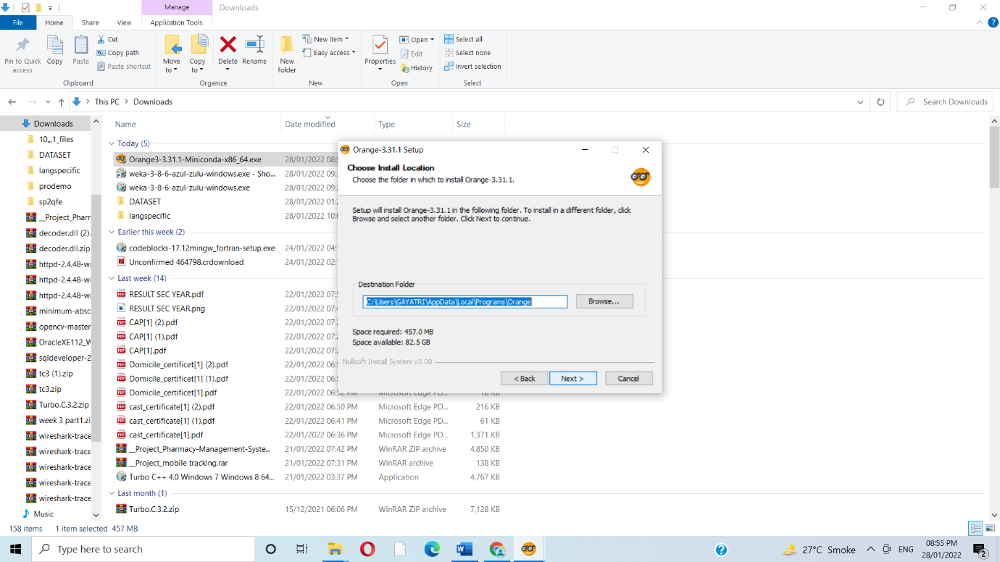 Manage
Downloads
File
Home
Share
View
Application Tools
Pin to Quick access
Copy
Paste
Cut
Copy path
Paste shortcut
Clipboard
Move to
Copy to
Delete
Rename
Organize
New folder
New item
Easy access
New
Properties
Open
Edit
History
Open
Select all
Select none
Invert selection
Select
This PC
Downloads
Search Downloads
Downloads
10,,,1_files
DATASET
langspecific
prodemo
sp2qfe
__Project_Pharr
decoder.dll (2).
decoder.dll.zip
httpd-2.4.48-wi
httpd-2.4.48-wi
httpd-2.4.48-wi
minimum-abso
opencv-master
OracleXE112_W
sqldeveloper-2
tc3 (1).zip
tc3.zip
Turbo.C.3.2.zip
week 3 part1.zi
wireshark-trace
wireshark-trace
wireshark-trace
wireshark-trace
wireshark-trace
Music
Name Date modified Type Size
Today (5)
Orange3-3.31.1-Miniconda-x86_64.exe 28/01/2022 08:5
weka-3-8-6-azul-zulu-windows.exe - Sho... 28/01/2022 09:
weka-3-8-6-azul-zulu-windows.exe 28/01/2022 09:2
DATASET 28/01/2022 01:2
langspecific 28/01/2022 10:0
Earlier this week (2)
codeblocks-17.12mingw_fortran-setup.exe 24/01/2022 04:1
Unconfirmed 464798.crdownload 24/01/2022 02:1
Last week (14)
RESULT SEC YEAR.pdf 22/01/2022 07:5
RESULT SEC YEAR.png 22/01/2022 07:4
CAP[1] (2).pdf 22/01/2022 07:2
CAP[1] (1).pdf 22/01/2022 07:2
CAP[1].pdf 22/01/2022 07:2
Domicile_certificet[1] (2).pdf 22/01/2022 06:5
Domicile_certificet[1] (1).pdf 22/01/2022 06:5
Domicile_certificet[1].pdf 22/01/2022 06:52 PM Microsoft Edge PD... 16 KB
cast_certificate[1] (2).pdf 22/01/2022 06:50 PM Microsoft Edge PD... 216 KB
cast_certificate[1] (1).pdf 22/01/2022 06:41 PM Microsoft Edge PD... 61 KB
cast_certificate[1].pdf 22/01/2022 06:36 PM Microsoft Edge PD... 1,371 KB
__Project_Pharmacy-Management-Syste... 21/01/2022 07:42 PM WinRAR ZIP archive 4,850 KB
__Project_mobile tracking.rar 21/01/2022 07:31 PM WinRAR archive 138 KB
Turbo C++ 4.0 Windows 7 Windows 8 64... 21/01/2022 03:37 PM Application 4,767 KB
Last month (1)
Turbo.C.3.2.zip 15/12/2021 06:06 PM WinRAR ZIP archive 7,128 KB
Orange-3.31.1 Setup
Choose Install Location
Choose the folder in which to install Orange-3.31.1.
Setup will install Orange-3.31.1 in the following folder. To install in a different folder, click
Browse and select another folder. Click Next to continue.
Destination Folder
C:\Users\GAYATRI\AppData\Local\Programs\Orange
Browse...
Space required: 457.0 MB
Space available: 82.5 GB
Nullsoft Install System v3.08
< Back
Next >
Cancel
158 items 1 item selected 457 MB
Type here to search
27°C Smoke
ENG
08:55 PM
28/01/2022
2